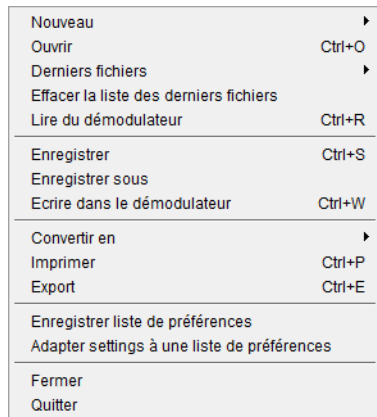 Nouveau
Ouvrir Ctrl+O
Derniers fichiers
Effacer la liste des derniers fichiers
Lire du démodulateur Ctrl+R
Enregistrer Ctrl+S
Enregistrer sous
Ecrire dans le démodulateur Ctrl+W
Convertir en
Imprimer Ctrl+P
Export Ctrl+E
Enregistrer liste de préférences
Adapter settings à une liste de préférences
Fermer
Quitter